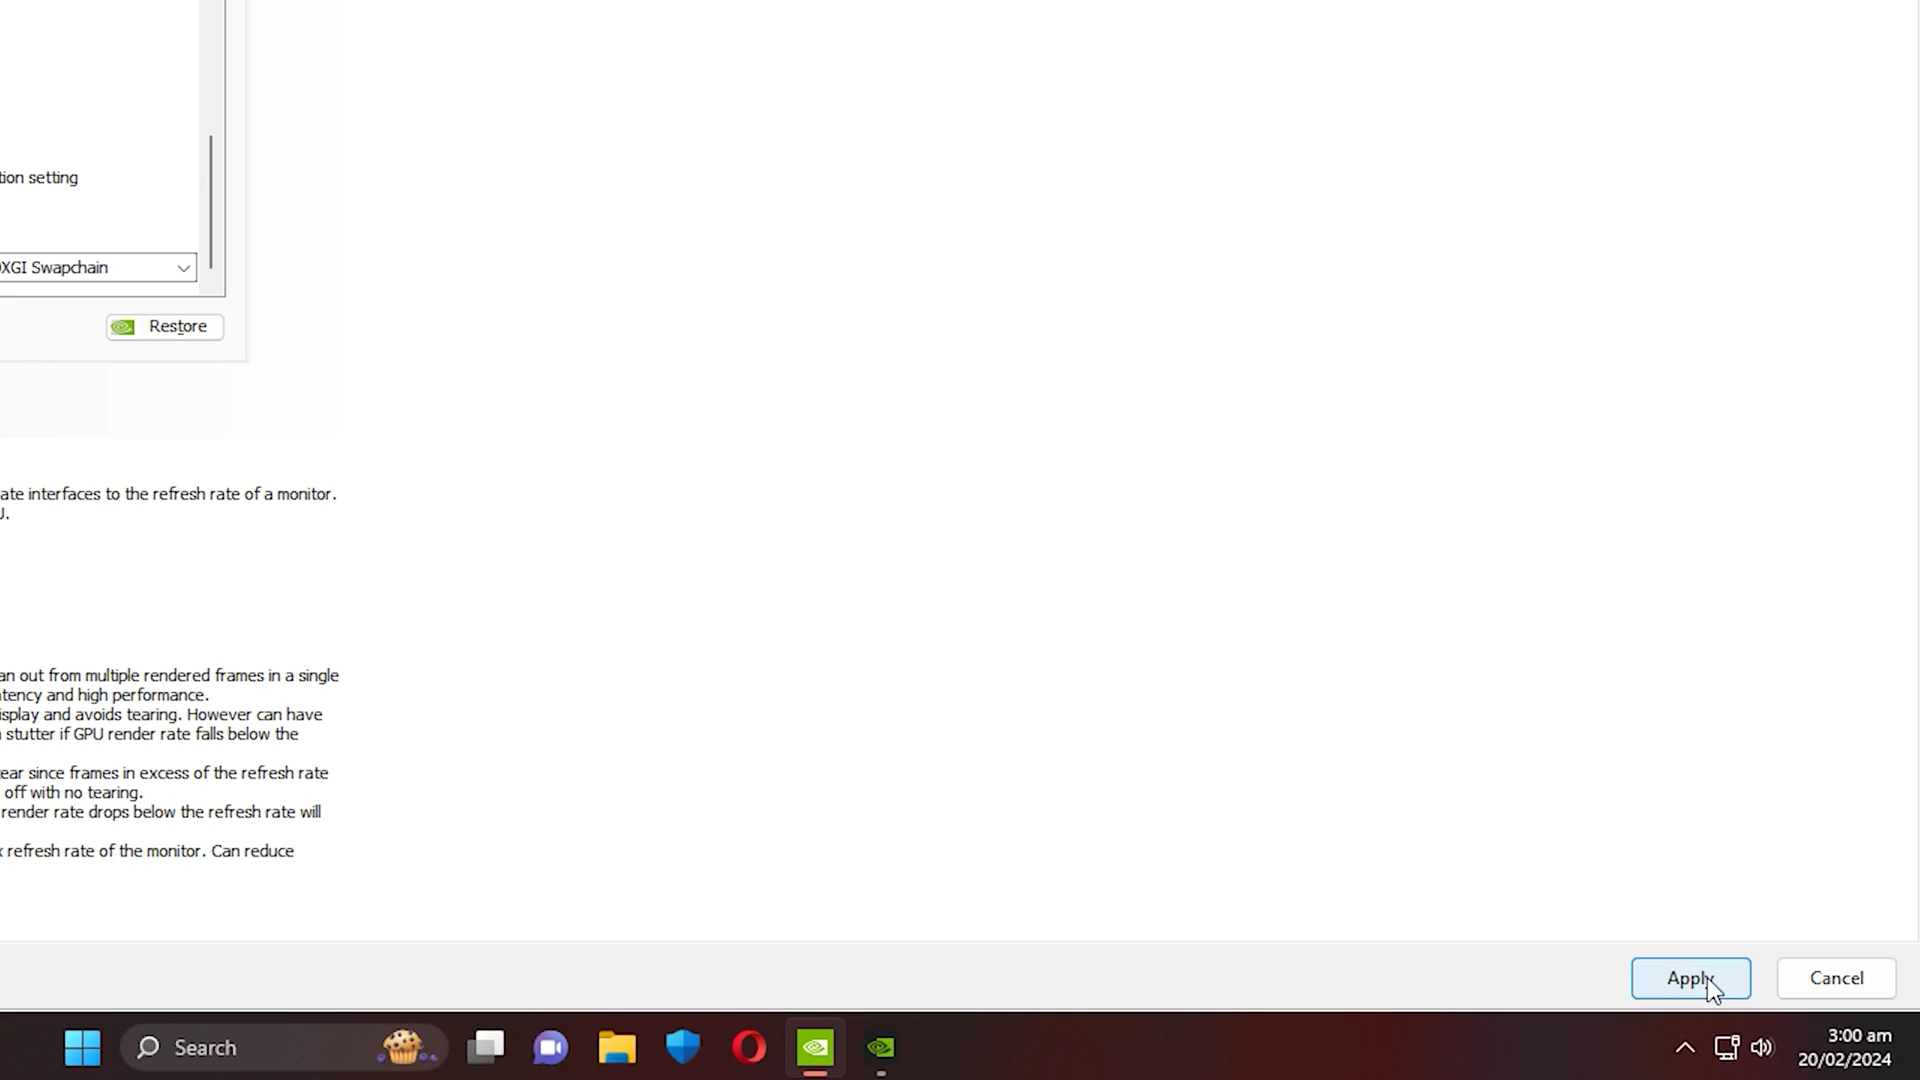 tion setting
XGI Swapchain
Restore
ate interfaces to the refresh rate of a monitor.
U.
an out from multiple rendered frames in a single
tency and high performance.
isplay and avoids tearing. However can have
stutter if GPU render rate falls below the
ear since frames in excess of the refresh rate
off with no tearing.
render rate drops below the refresh rate will
refresh rate of the monitor. Can reduce
Apply
Cancel
Search
3:00 am
20/02/2024